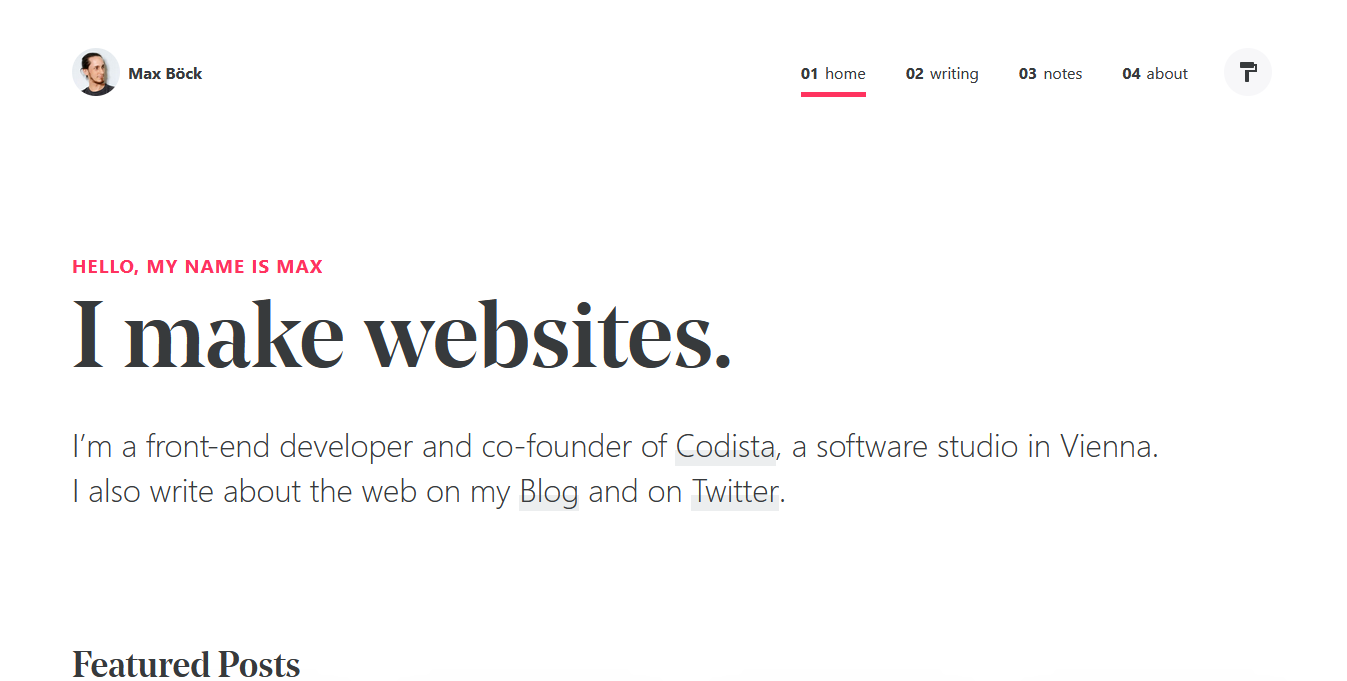 Max Böck
01 home 02 writing 03 notes 04 about
HELLO, MY NAME IS MAX
I make websites.
I’m a front-end developer and co-founder of Codista, a software studio in Vienna.
I also write about the web on my Blog and on Twitter.
Featured Posts